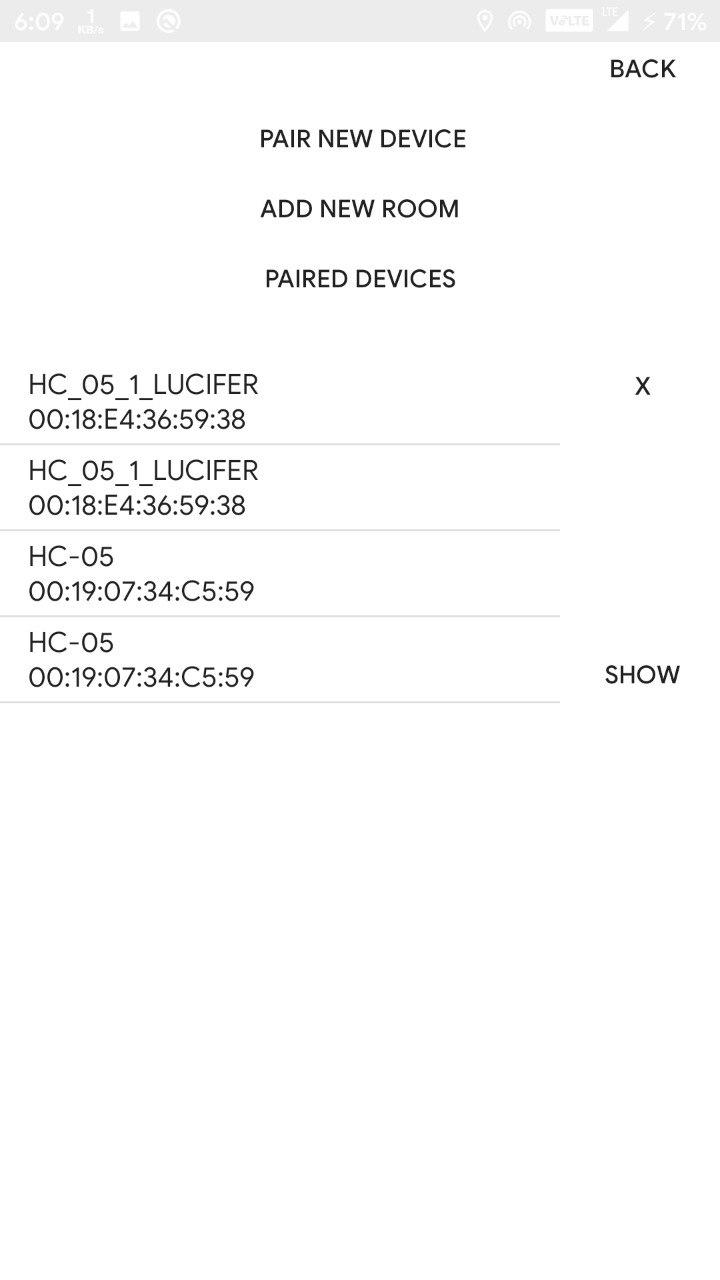 6:09 1 KB/s VoLTE LTE 71%
BACK
PAIR NEW DEVICE
ADD NEW ROOM
PAIRED DEVICES
HC_05_1_LUCIFER X
00:18:E4:36:59:38
HC_05_1_LUCIFER
00:18:E4:36:59:38
HC-05
00:19:07:34:C5:59
HC-05
00:19:07:34:C5:59 SHOW